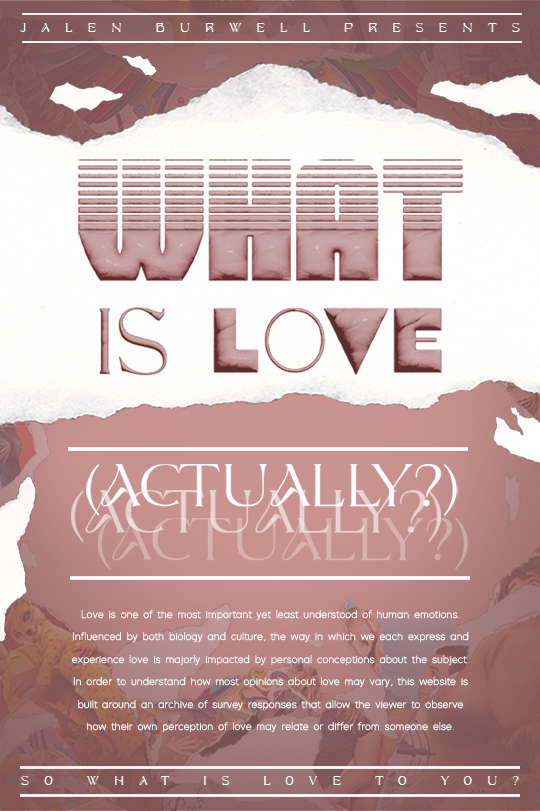 JALEN BURWELL PRESENTS
WHAT
IS LOVE
(ACTUALLY?)
(ACTUALLY?)
(ACTUALLY?)
Love is one of the most important yet least understood of human emotions.
Influenced by both biology and culture, the way in which we each express and
experience love is majorly impacted by personal conceptions about the subject
In order to understand how most opinions about love may vary, this website is
built around an archive of survey responses that allow the viewer to observe
how their own perception of love may relate or differ from someone else.
SO WHAT IS LOVE TO YOU?